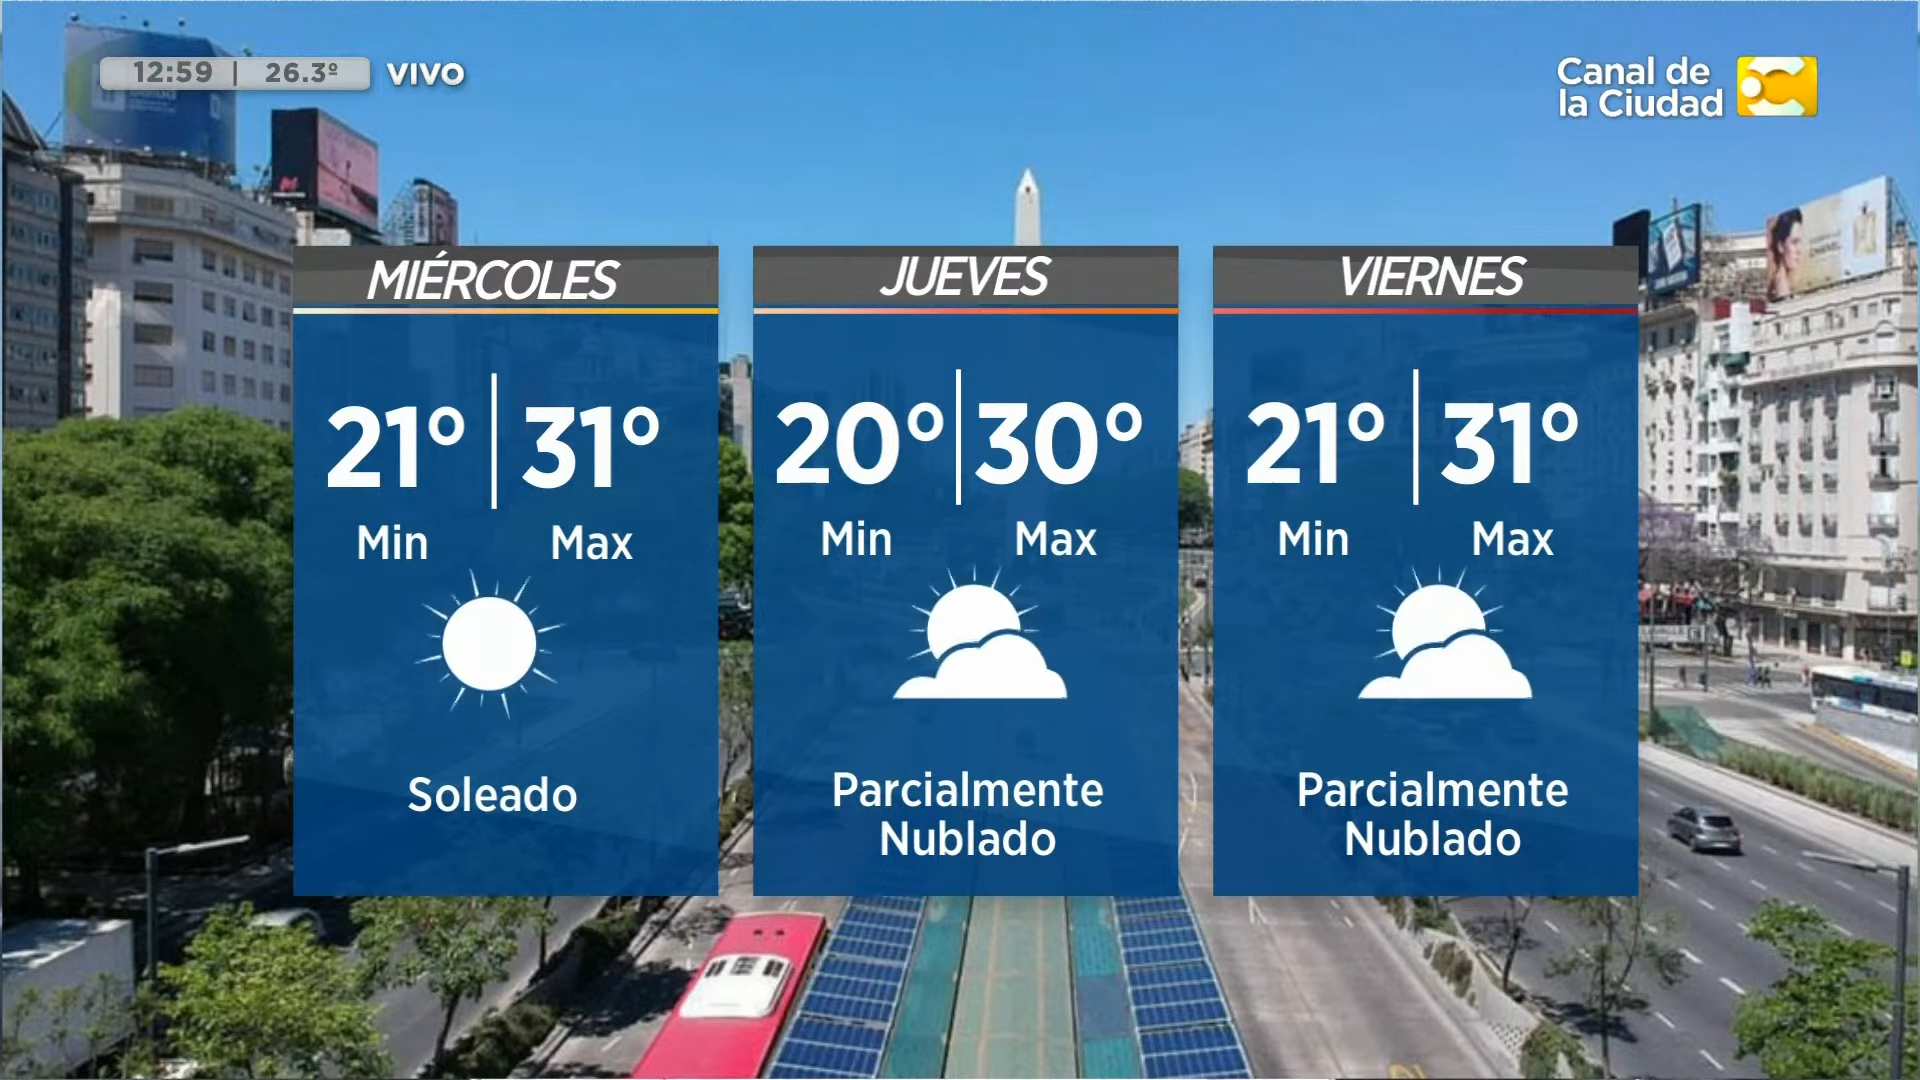 12:59 | 26.3º VIVO
Canal de
la Ciudad
MIÉRCOLES
21° 31°
Min Max
Soleado
JUEVES
20° 30°
Min Max
Parcialmente
Nublado
VIERNES
21° 31°
Min Max
Parcialmente
Nublado